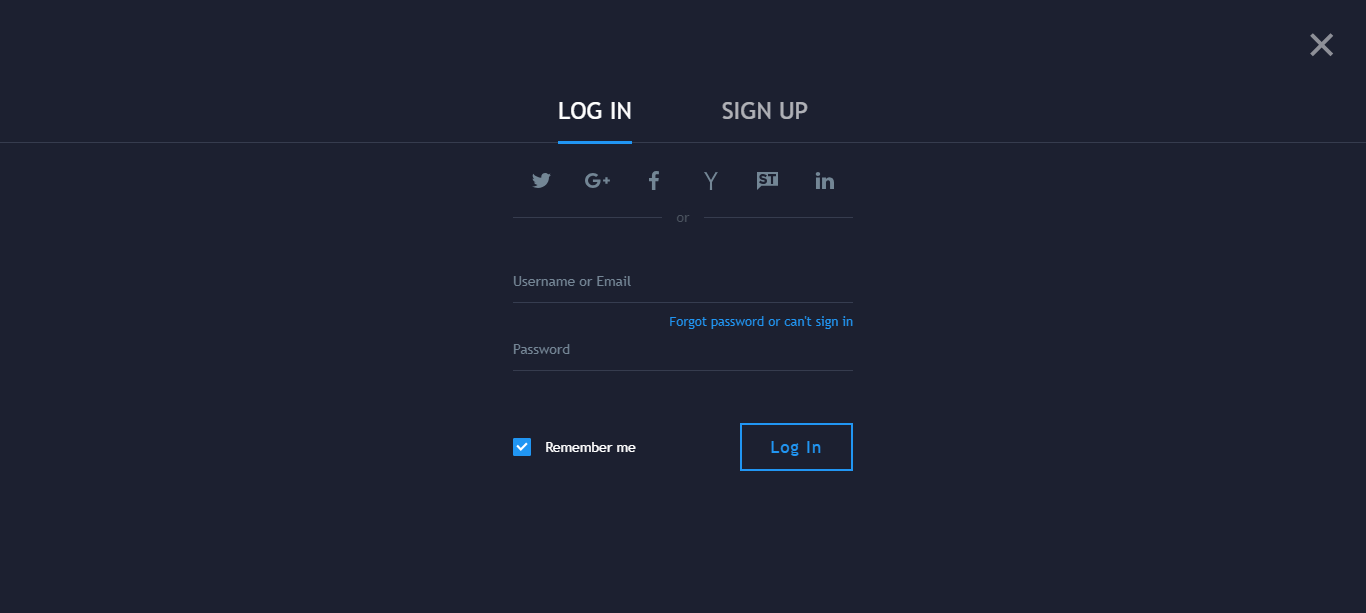 LOG IN SIGN UP
G+ f Y ST in
or
Username or Email
Forgot password or can't sign in
Password
Remember me Log In